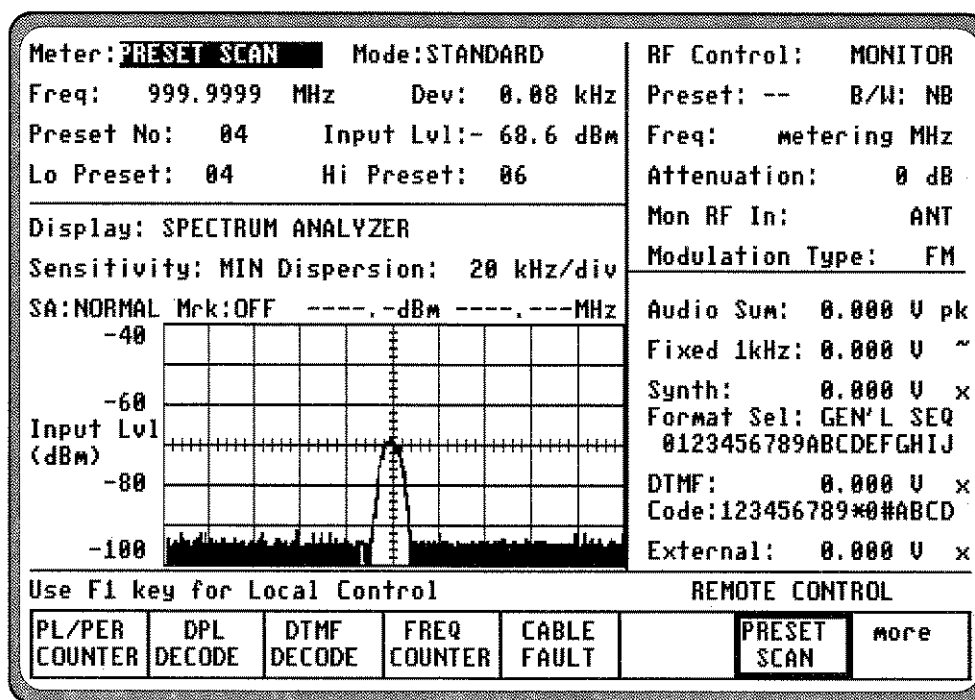 Meter:PRESET SCAN Mode:STANDARD
Freq: 999.9999 MHz Dev: 0.08 kHz
Preset No: 04 Input Lvl:- 68.6 dBm
Lo Preset: 04 Hi Preset: 06
Display: SPECTRUM ANALYZER
Sensitivity: MIN Dispersion: 20 kHz/div
SA:NORMAL Mrk:OFF ----.-dBm ----.---MHz
-40
-60
Input Lvl
(dBm)
-80
-100
RF Control: MONITOR
Preset: -- B/W: NB
Freq: metering MHz
Attenuation: 0 dB
Mon RF In: ANT
Modulation Type: FM
Audio Sum: 0.000 V pk
Fixed 1kHz: 0.000 V ~
Synth: 0.000 V x
Format Sel: GEN'L SEQ
0123456789ABCDEFGHIJ
DTMF: 0.000 V x
Code:123456789*0#ABCD
External: 0.000 V x
Use F1 key for Local Control REMOTE CONTROL
PL/PER
COUNTER
DPL
DECODE
DTMF
DECODE
FREQ
COUNTER
CABLE
FAULT
PRESET
SCAN
more